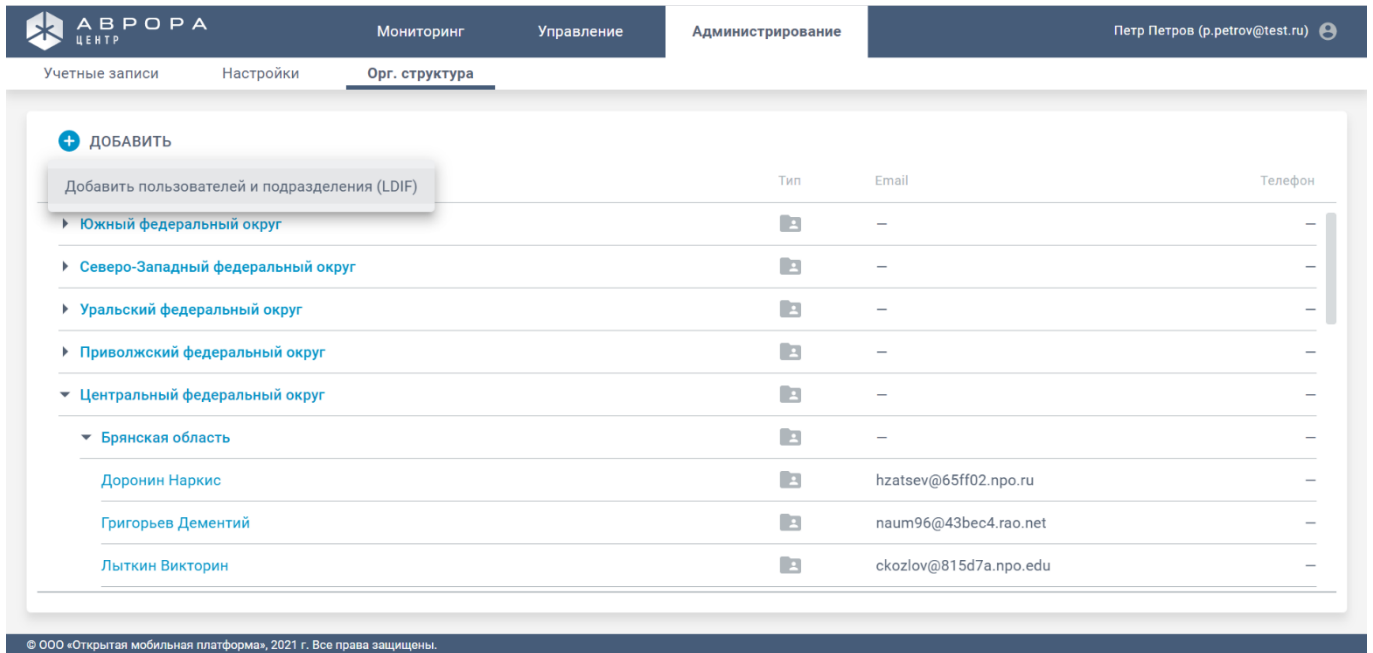 АВРОРА
ЦЕНТР
Мониторинг Управление Администрирование Петр Петров (p.petrov@test.ru)
Учетные записи Настройки Орг. структура
ДОБАВИТЬ
Добавить пользователей и подразделения (LDIF) Тип Email Телефон
Южный федеральный округ — —
Северо-Западный федеральный округ — —
Уральский федеральный округ — —
Приволжский федеральный округ — —
Центральный федеральный округ — —
Брянская область — —
Доронин Наркис hzatsev@65ff02.npo.ru —
Григорьев Дементий naum96@43bec4.rao.net —
Лыткин Викторин ckozlov@815d7a.npo.edu —
© ООО «Открытая мобильная платформа», 2021 г. Все права защищены.